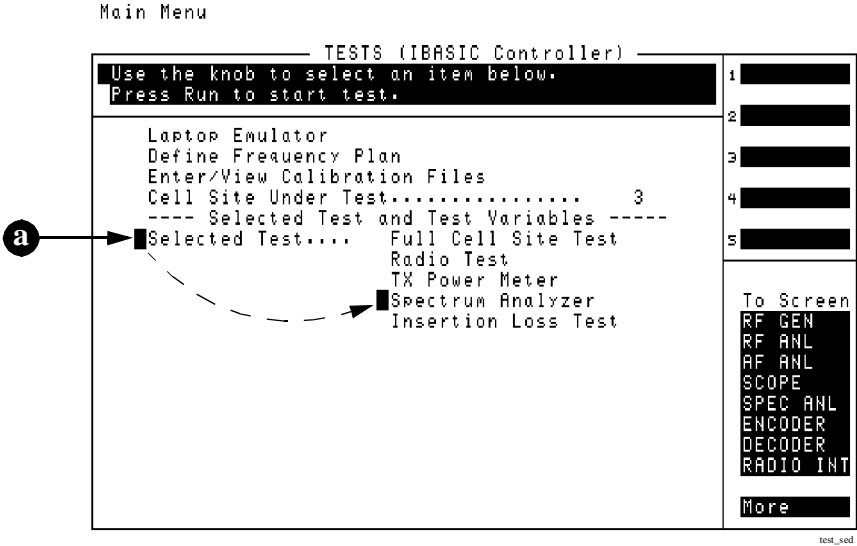 Main Menu
TESTS (IBASIC Controller)
Use the knob to select an item below.
Press Run to start test.
Laptop Emulator
Define Frequency Plan
Enter/View Calibration Files
Cell Site Under Test................. 3
---- Selected Test and Test Variables -----
a
Selected Test.... Full Cell Site Test
Radio Test
TX Power Meter
Spectrum Analyzer
Insertion Loss Test
1
2
3
4
5
To Screen
RF GEN
RF ANL
AF ANL
SCOPE
SPEC ANL
ENCODER
DECODER
RADIO INT
More
test_sed